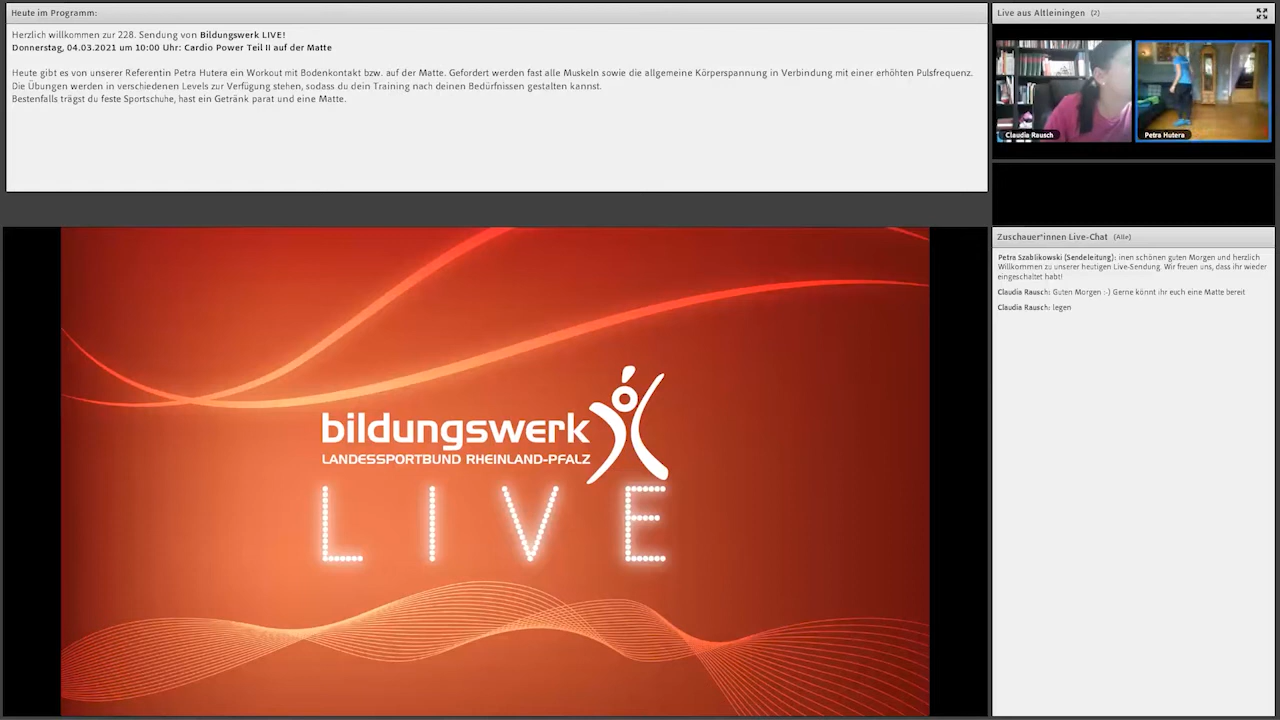 Heute im Programm:
Herzlich willkommen zur 228. Sendung von Bildungswerk LIVE!
Donnerstag, 04.03.2021 um 10:00 Uhr: Cardio Power Teil II auf der Matte
Heute gibt es von unserer Referentin Petra Hutera ein Workout mit Bodenkontakt bzw. auf der Matte. Gefordert werden fast alle Muskeln sowie die allgemeine Körperspannung in Verbindung mit einer erhöhten Pulsfrequenz.
Die Übungen werden in verschiedenen Levels zur Verfügung stehen, sodass du dein Training nach deinen Bedürfnissen gestalten kannst.
Bestenfalls trägst du feste Sportschuhe, hast ein Getränk parat und eine Matte.
Live aus Altleiningen (2)
Claudia Rausch
Petra Hutera
bildungswerk
LANDESSPORTBUND RHEINLAND-PFALZ
LIVE
Zuschauer*innen Live-Chat (Alle)
Petra Szablikowski (Sendeleitung): inen schönen guten Morgen und herzlich
Willkommen zu unserer heutigen Live-Sendung. Wir freuen uns, dass ihr wieder
eingeschaltet habt!
Claudia Rausch: Guten Morgen :-) Gerne könnt ihr euch eine Matte bereit
Claudia Rausch: legen